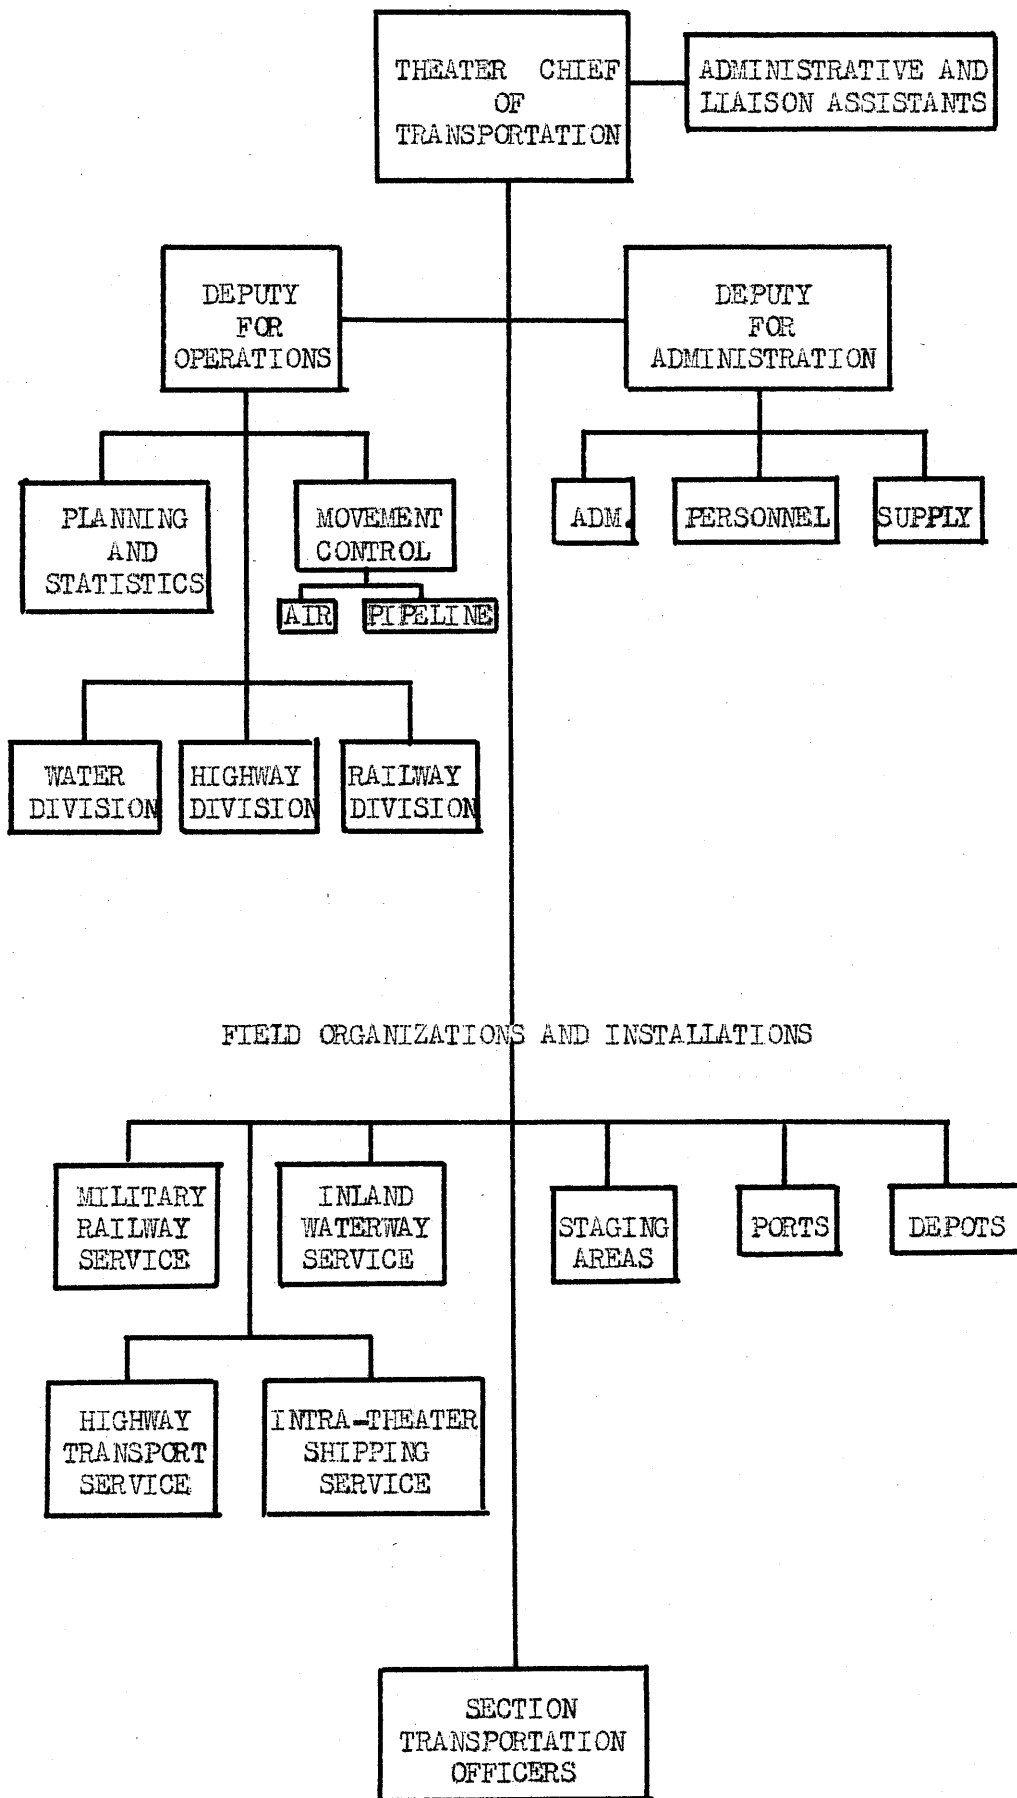 THEATER CHIEF
OF
TRANSPORTATION
ADMINISTRATIVE AND
LIAISON ASSISTANTS
DEPUTY
FOR
OPERATIONS
DEPUTY
FOR
ADMINISTRATION
PLANNING
AND
STATISTICS
MOVEMENT
CONTROL
AIR
PIPELINE
ADM.
PERSONNEL
SUPPLY
WATER
DIVISION
HIGHWAY
DIVISION
RAILWAY
DIVISION
FIELD ORGANIZATIONS AND INSTALLATIONS
MILITARY
RAILWAY
SERVICE
INLAND
WATERWAY
SERVICE
STAGING
AREAS
PORTS
DEPOTS
HIGHWAY
TRANSPORT
SERVICE
INTRA-THEATER
SHIPPING
SERVICE
SECTION
TRANSPORTATION
OFFICERS